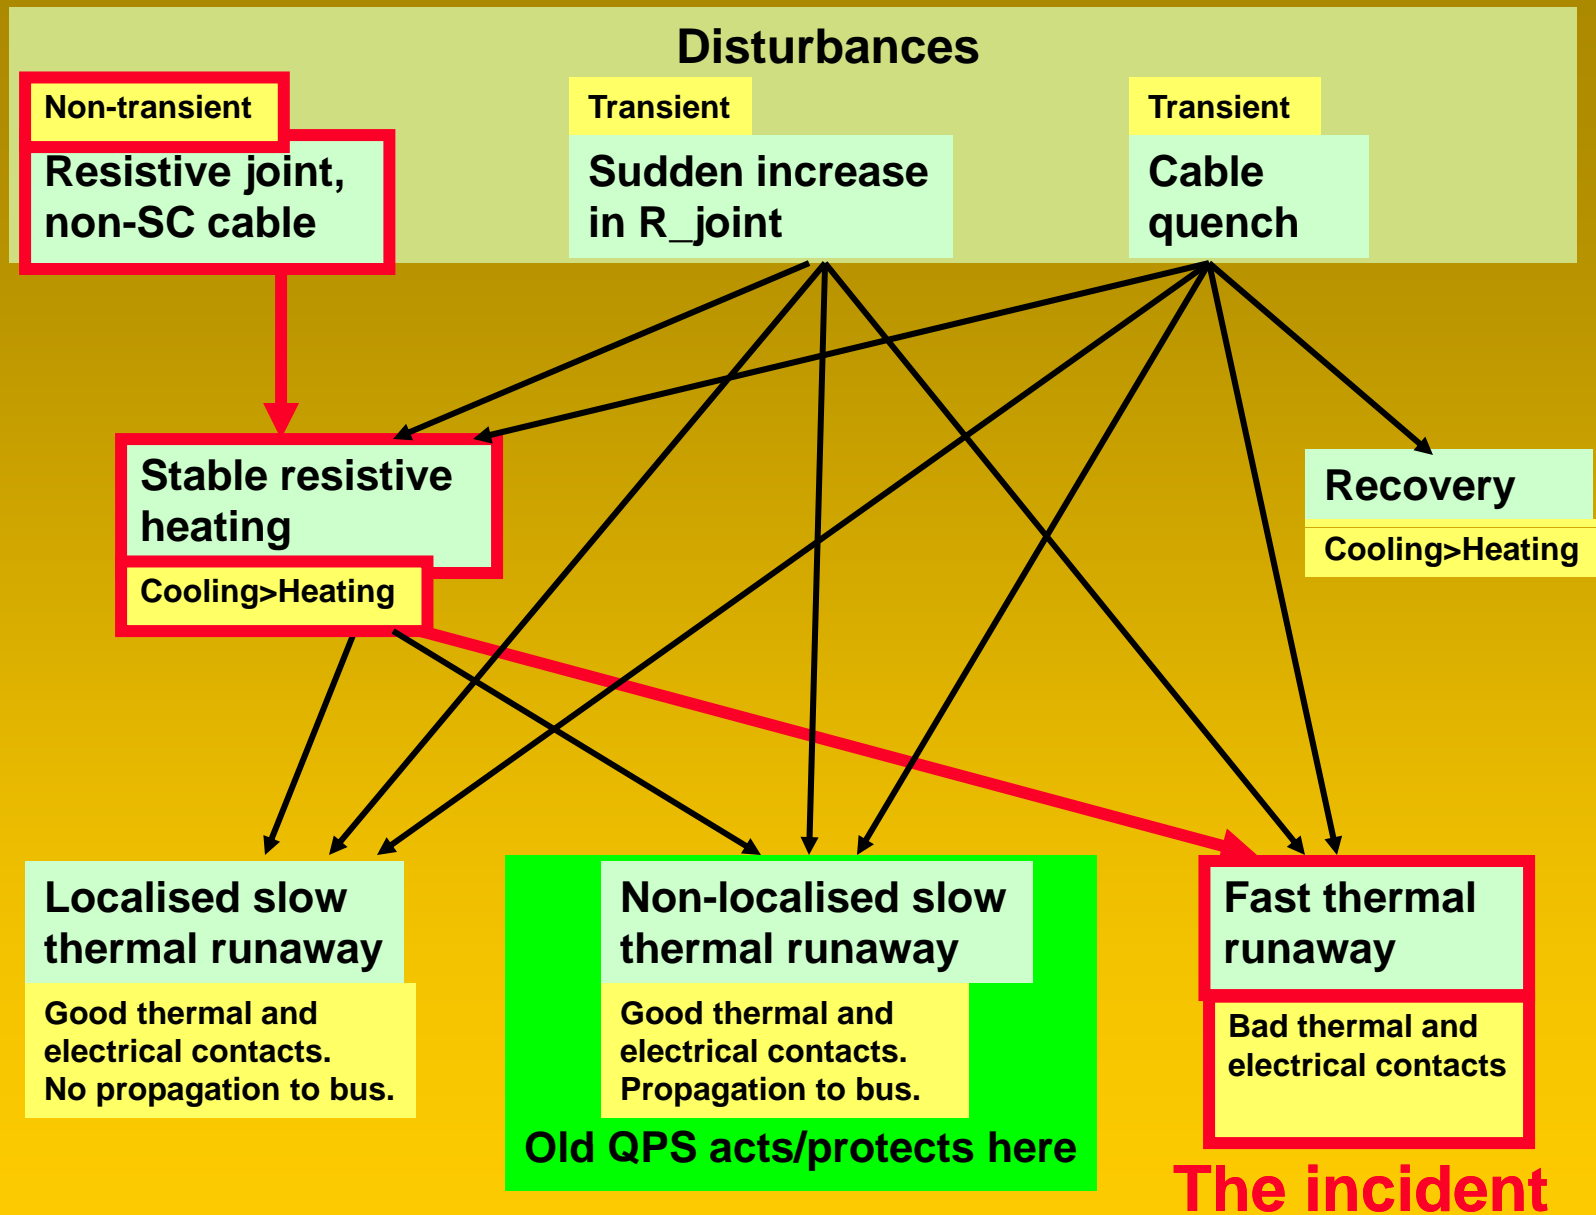 Disturbances
Non-transient
Resistive joint,
non-SC cable
Transient
Sudden increase
in R_joint
Transient
Cable
quench
Stable resistive
heating
Cooling>Heating
Recovery
Cooling>Heating
Localised slow
thermal runaway
Good thermal and
electrical contacts.
No propagation to bus.
Non-localised slow
thermal runaway
Good thermal and
electrical contacts.
Propagation to bus.
Old QPS acts/protects here
Fast thermal
runaway
Bad thermal and
electrical contacts
The incident